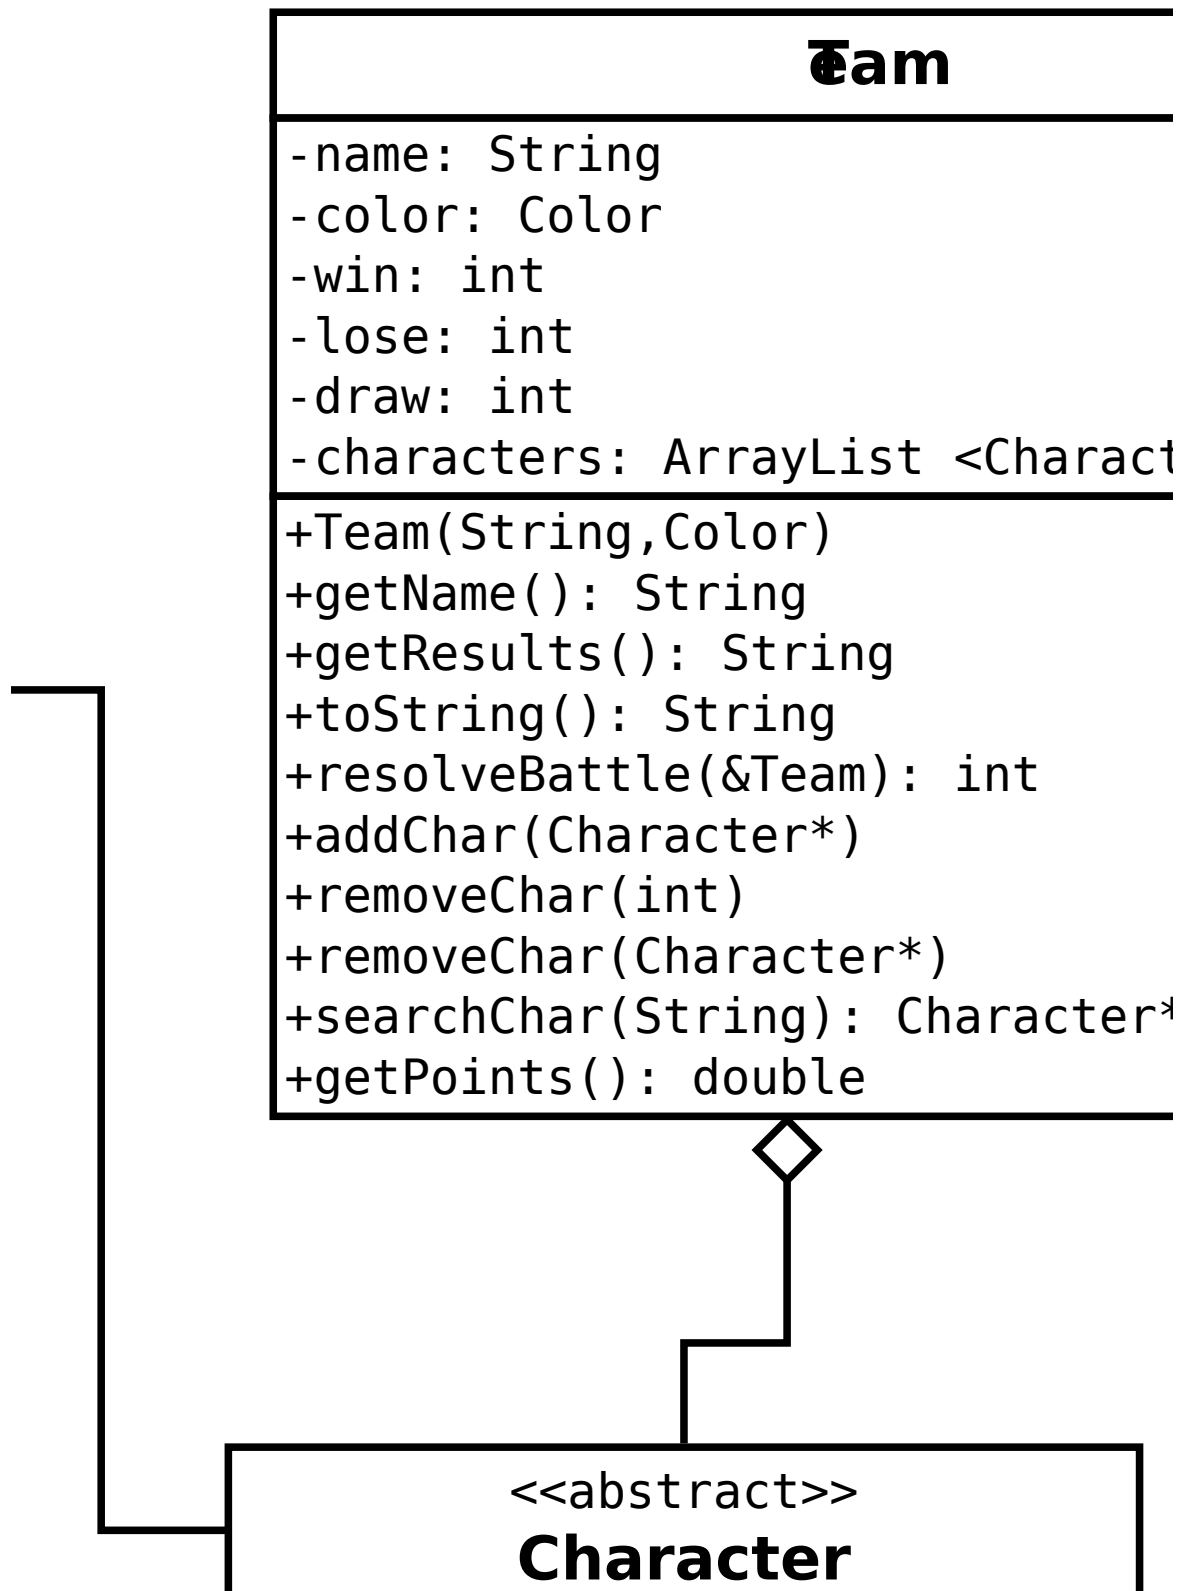 Team
-name: String
-color: Color
-win: int
-lose: int
-draw: int
-characters: ArrayList <Charact
+Team(String,Color)
+getName(): String
+getResults(): String
+toString(): String
+resolveBattle(&Team): int
+addChar(Character*)
+removeChar(int)
+removeChar(Character*)
+searchChar(String): Character*
+getPoints(): double
<<abstract>>
Character